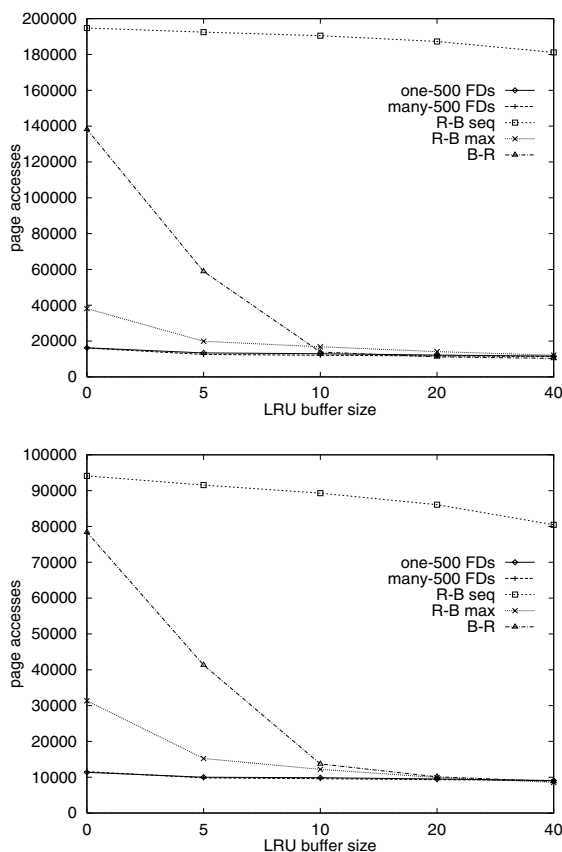 200000
180000
160000
140000
120000
100000
80000
60000
40000
20000
0
page accesses
one-500 FDs
many-500 FDs
R-B seq
R-B max
B-R
0 5 10 20 40
LRU buffer size
100000
90000
80000
70000
60000
50000
40000
30000
20000
10000
0
page accesses
one-500 FDs
many-500 FDs
R-B seq
R-B max
B-R
0 5 10 20 40
LRU buffer size